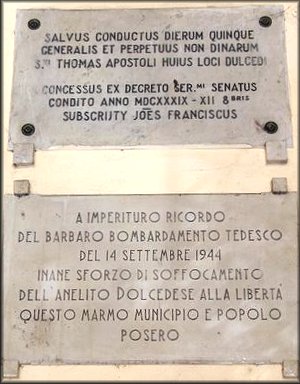 SALVUS CONDUCTUS DIERUM QUINQUE
GENERALIS ET PERPETUUS NON DINARUM
S.TI THOMAS APOSTOLI HUIUS LOCI DULCEDI
CONCESSUS EX DECRETO SER.MI SENATUS
CONDITO ANNO MDCXXXIX - XII 8BRIS
SUBSCRIJTY JOES FRANCISCUS
A IMPERITURO RICORDO
DEL BARBARO BOMBARDAMENTO TEDESCO
DEL 14 SETTEMBRE 1944
INANE SFORZO DI SOFFOCAMENTO
DELL'ANELITO DOLCEDESE ALLA LIBERTÀ
QUESTO MARMO MUNICIPIO E POPOLO
POSERO